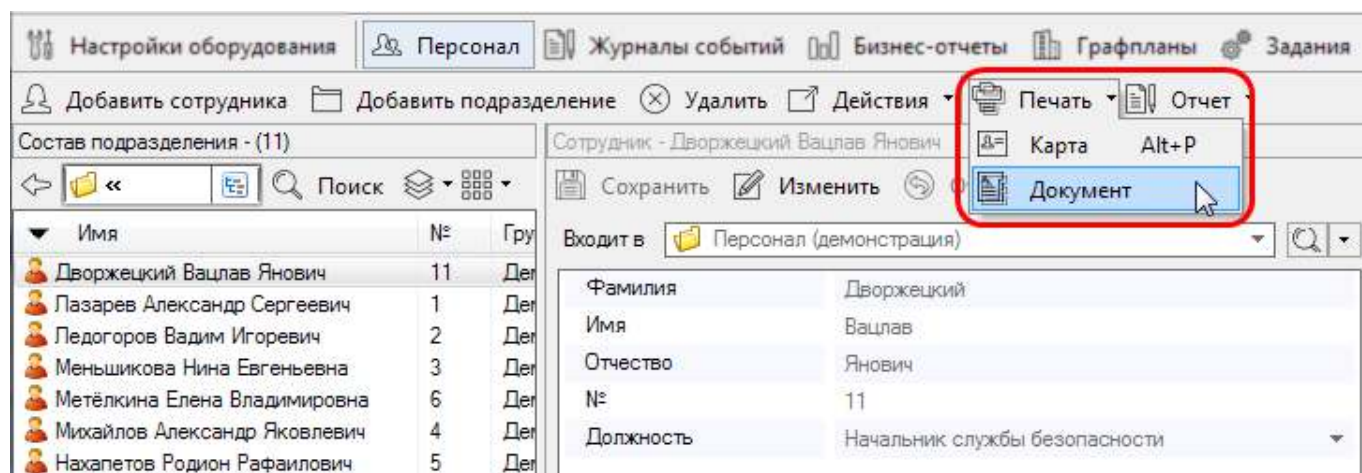 Настройки оборудования Персонал Журналы событий Бизнес-отчеты Графпланы Задания
Добавить сотрудника Добавить подразделение Удалить Действия Печать Отчет
Карта Alt+P
Документ
Состав подразделения - (11)
Сотрудник - Дворжецкий Вацлав Янович
« Поиск
Сохранить Изменить
Имя № Гру
Входит в Персонал (демонстрация)
Дворжецкий Вацлав Янович 11 Дем
Лазарев Александр Сергеевич 1 Дем
Ледогоров Вадим Игоревич 2 Дем
Меньшикова Нина Евгеньевна 3 Дем
Метёлкина Елена Владимировна 6 Дем
Михайлов Александр Яковлевич 4 Дем
Нахапетов Родион Рафаилович 5 Дем
Фамилия Дворжецкий
Имя Вацлав
Отчество Янович
№ 11
Должность Начальник службы безопасности